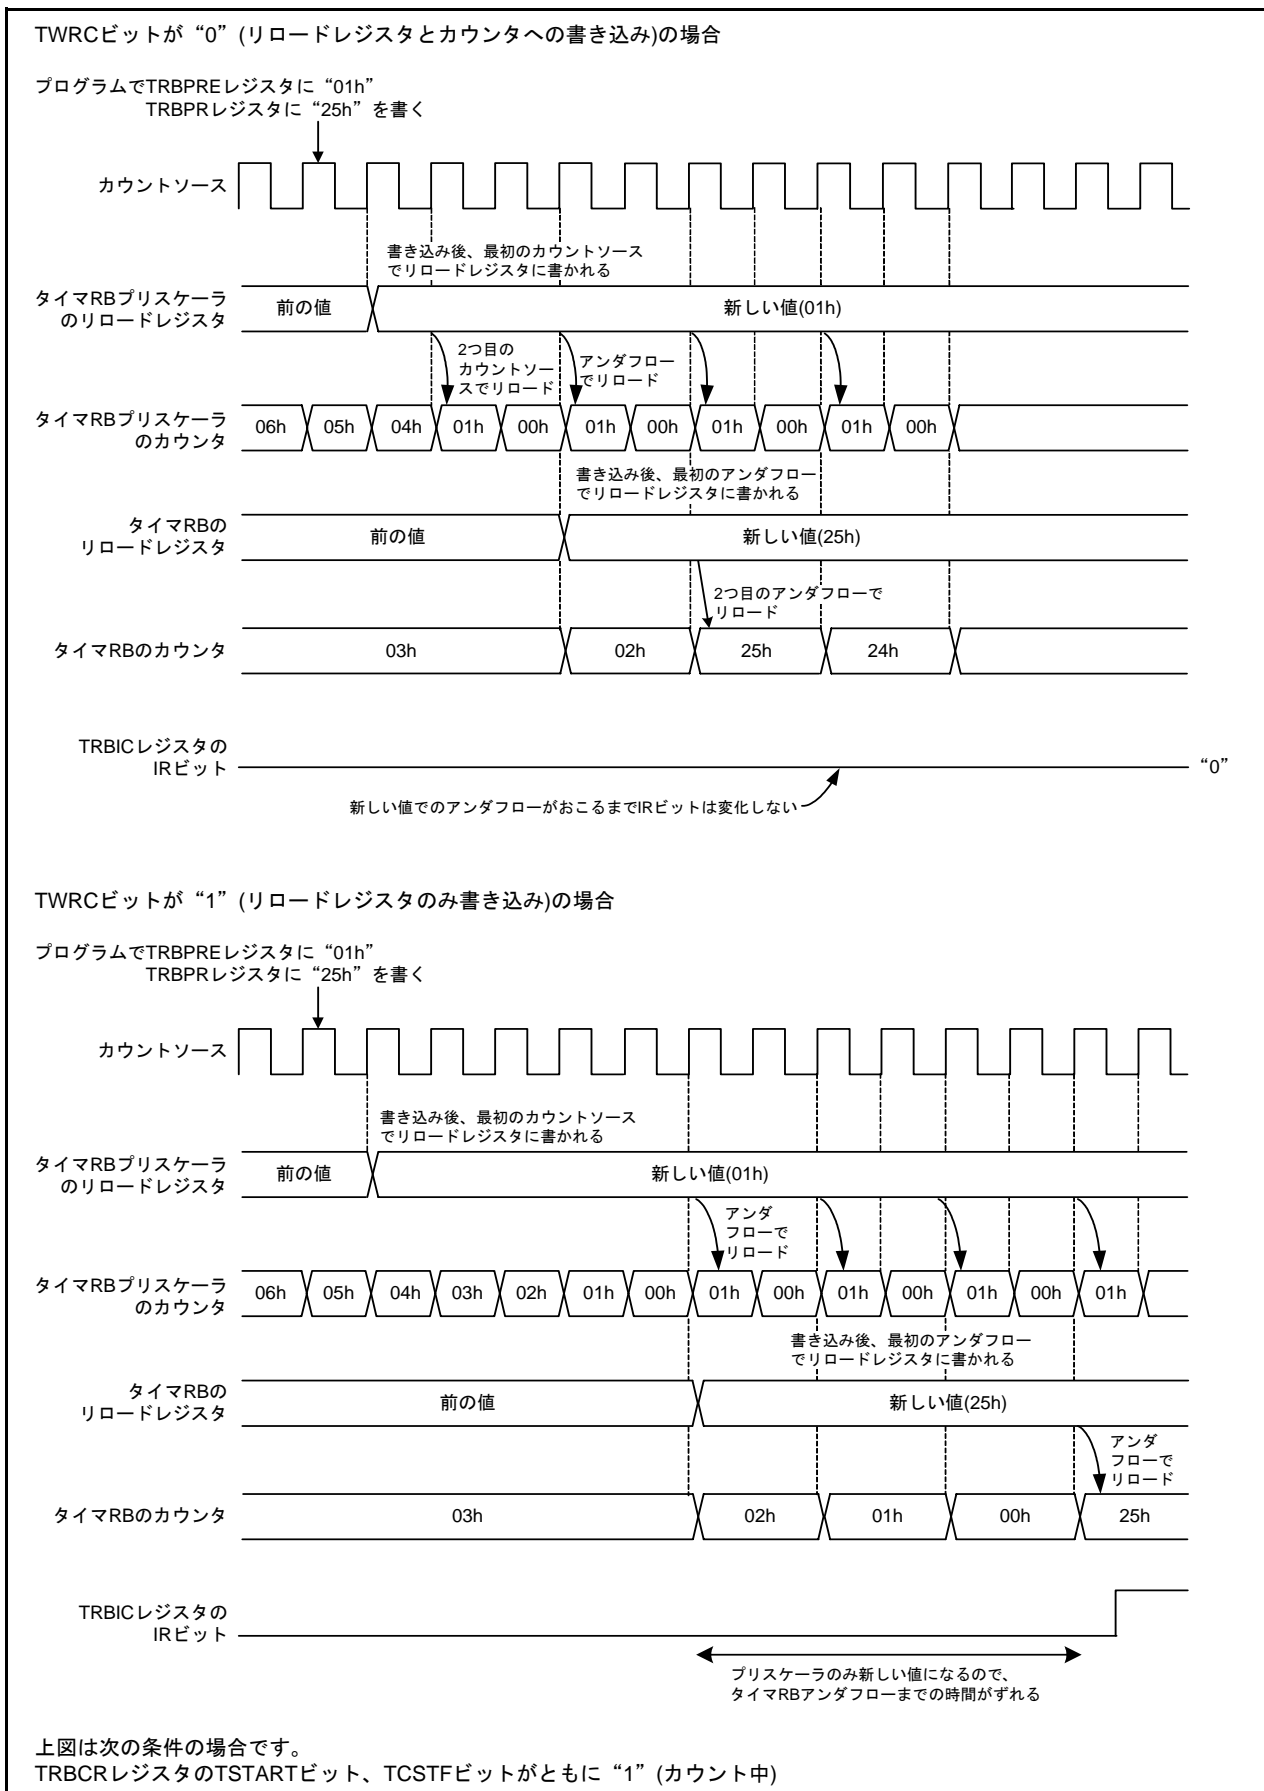 TWRCビットが“0”(リロードレジスタとカウンタへの書き込み)の場合
プログラムでTRBPREレジスタに“01h”
TRBPRレジスタに“25h”を書く
カウントソース
書き込み後、最初のカウントソース
でリロードレジスタに書かれる
タイマRBプリスケーラ
のリロードレジスタ
前の値
新しい値(01h)
2つ目の
カウントソー
スでリロード
アンダフロー
でリロード
タイマRBプリスケーラ
のカウンタ
06h 05h 04h 01h 00h 01h 00h 01h 00h 01h 00h
書き込み後、最初のアンダフロー
でリロードレジスタに書かれる
タイマRBの
リロードレジスタ
前の値
新しい値(25h)
2つ目のアンダフローで
リロード
タイマRBのカウンタ
03h 02h 25h 24h
TRBICレジスタの
IRビット
“0”
新しい値でのアンダフローがおこるまでIRビットは変化しない
TWRCビットが“1”(リロードレジスタのみ書き込み)の場合
プログラムでTRBPREレジスタに“01h”
TRBPRレジスタに“25h”を書く
カウントソース
書き込み後、最初のカウントソース
でリロードレジスタに書かれる
タイマRBプリスケーラ
のリロードレジスタ
前の値
新しい値(01h)
アンダ
フローで
リロード
タイマRBプリスケーラ
のカウンタ
06h 05h 04h 03h 02h 01h 00h 01h 00h 01h 00h 01h 00h 01h
書き込み後、最初のアンダフロー
でリロードレジスタに書かれる
タイマRBの
リロードレジスタ
前の値
新しい値(25h)
アンダ
フローで
リロード
タイマRBのカウンタ
03h 02h 01h 00h 25h
TRBICレジスタの
IRビット
プリスケーラのみ新しい値になるので、
タイマRBアンダフローまでの時間がずれる
上図は次の条件の場合です。
TRBCRレジスタのTSTARTビット、TCSTFビットがともに“1”(カウント中)